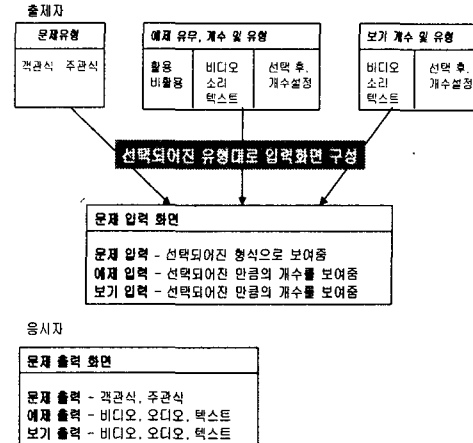 출제자
문제유형
객관식 주관식
예제 유무, 개수 및 유형
활용
비활용
비디오
소리
텍스트
선택 후,
개수설정
보기 개수 및 유형
비디오
소리
텍스트
선택 후,
개수설정
선택되어진 유형대로 입력화면 구성
문제 입력 화면
문제 입력 - 선택되어진 형식으로 보여줌
예제 입력 - 선택되어진 만큼의 개수를 보여줌
보기 입력 - 선택되어진 만큼의 개수를 보여줌
응시자
문제 출력 화면
문제 출력 - 객관식, 주관식
예제 출력 - 비디오, 오디오, 텍스트
보기 출력 - 비디오, 오디오, 텍스트